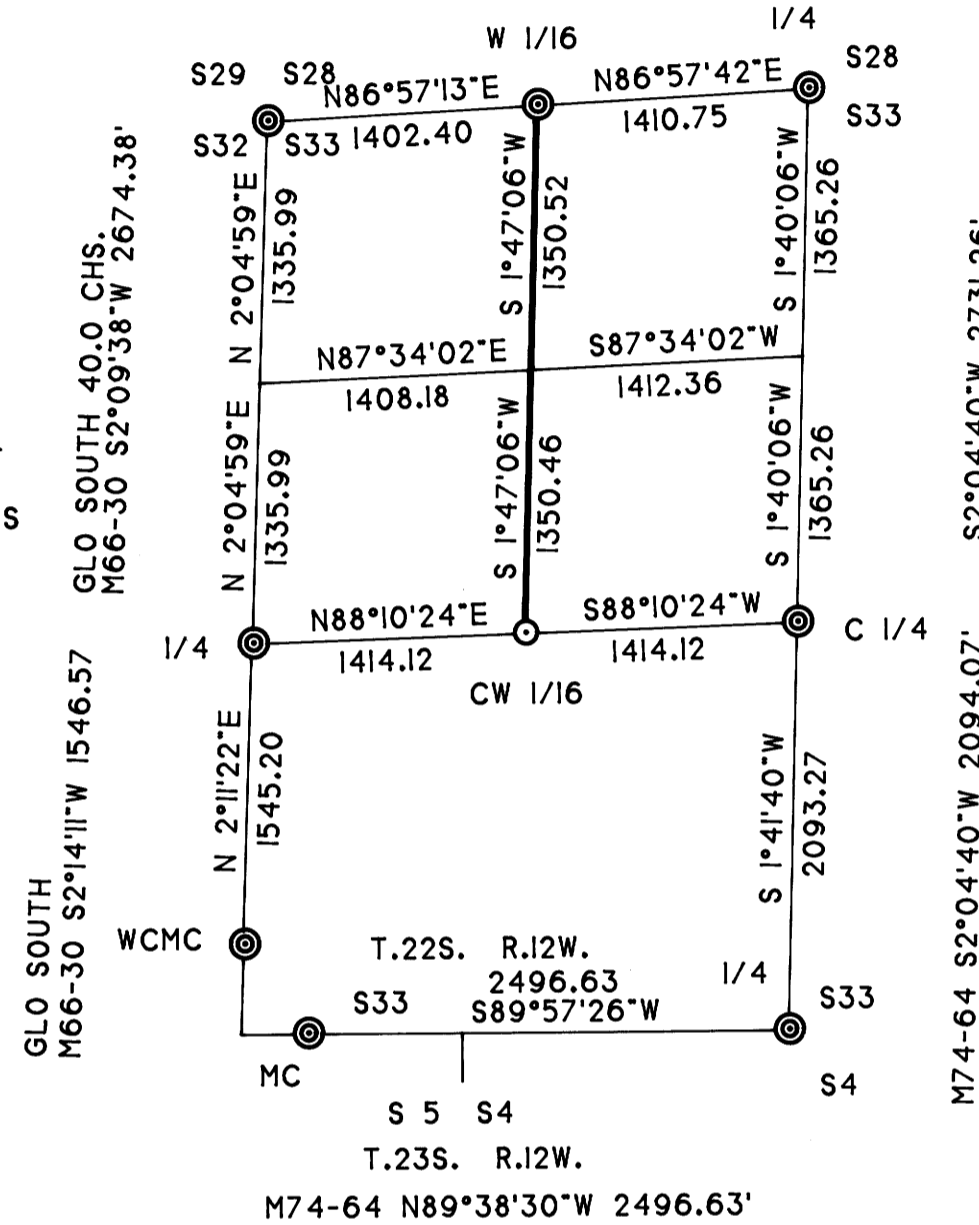 1/4
W 1/16
S29 S28
S28
N86°57'13"E
N86°57'42"E
1402.40
1410.75
S32 S33
S33
N 2°04'59"E
1335.99
S 1°47'06"W
1350.52
S 1°40'06"W
1365.26
GLO SOUTH 40.0 CHS.
M66-30 S2°09'38"W 2674.38'
N87°34'02"E
1408.18
S87°34'02"W
1412.36
N 2°04'59"E
1335.99
S 1°47'06"W
1350.46
S 1°40'06"W
1365.26
S
S2°04'40"W 2731.26'
1/4
N88°10'24"E
1414.12
S88°10'24"W
1414.12
C 1/4
CW 1/16
N 2°11'22"E
1545.20
S 1°41'40"W
2093.27
GLO SOUTH
M66-30 S2°14'11"W 1546.57
M74-64 S2°04'40"W 2094.07'
WCMC
T.22S. R.12W.
2496.63
S89°57'26"W
1/4
S33
S33
MC
S4
S 5 S4
T.23S. R.12W.
M74-64 N89°38'30"W 2496.63'